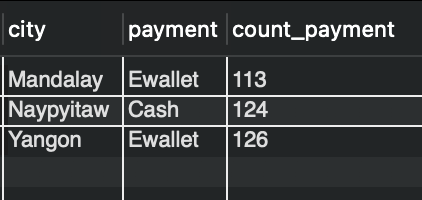 city payment count_payment
Mandalay Ewallet 113
Naypyitaw Cash 124
Yangon Ewallet 126